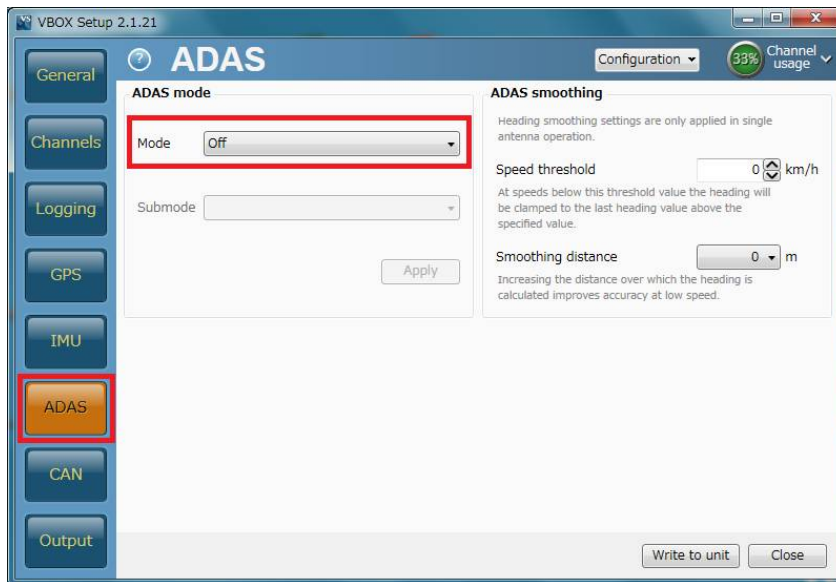 VBOX Setup 2.1.21
General
Channels
Logging
GPS
IMU
ADAS
CAN
Output
? ADAS
Configuration
33% Channel
usage
ADAS mode
Mode Off
Submode
Apply
ADAS smoothing
Heading smoothing settings are only applied in single
antenna operation.
Speed threshold 0 km/h
At speeds below this threshold value the heading will
be clamped to the last heading value above the
specified value.
Smoothing distance 0 m
Increasing the distance over which the heading is
calculated improves accuracy at low speed.
Write to unit Close